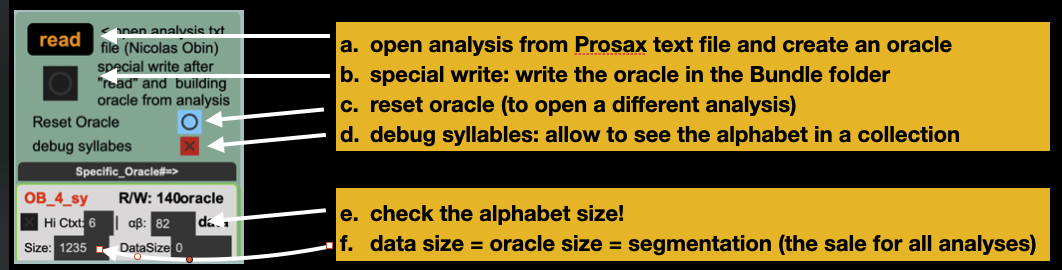 read
< open analysis txt
file (Nicolas Obin)
special write after
"read" and building
oracle from analysis
Reset Oracle
debug syllabes
Specific_Oracle#=>
OB_4_sy R/W: 140oracle
Hi Ctxt: 6 | αβ: 82
Size: 1235 DataSize 0
a. open analysis from Prosax text file and create an oracle
b. special write: write the oracle in the Bundle folder
c. reset oracle (to open a different analysis)
d. debug syllables: allow to see the alphabet in a collection
e. check the alphabet size!
f. data size = oracle size = segmentation (the sale for all analyses)